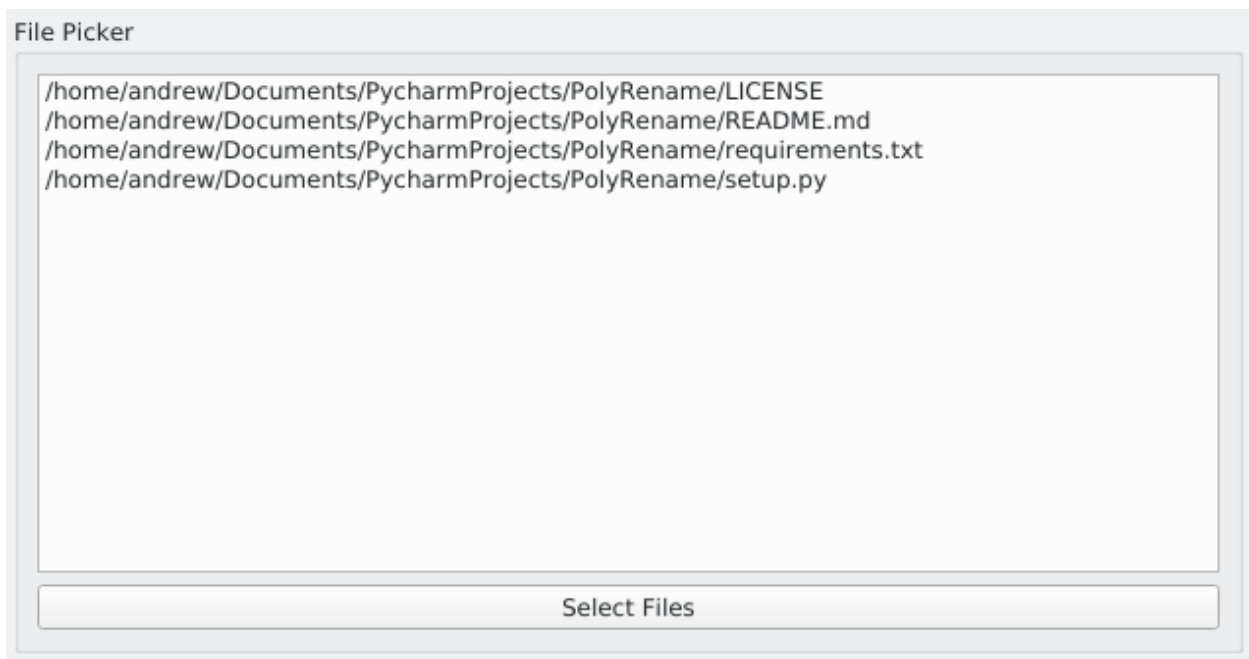 File Picker
/home/andrew/Documents/PycharmProjects/PolyRename/LICENSE
/home/andrew/Documents/PycharmProjects/PolyRename/README.md
/home/andrew/Documents/PycharmProjects/PolyRename/requirements.txt
/home/andrew/Documents/PycharmProjects/PolyRename/setup.py
Select Files